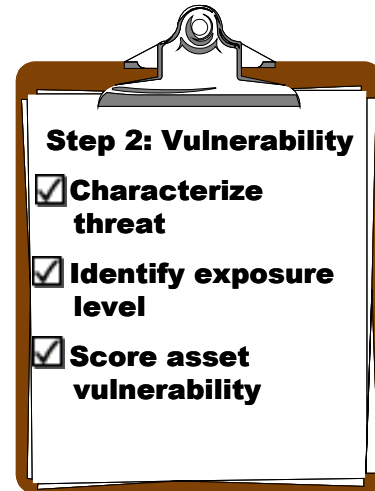 Step 2: Vulnerability
Characterize
threat
Identify exposure
level
Score asset
vulnerability